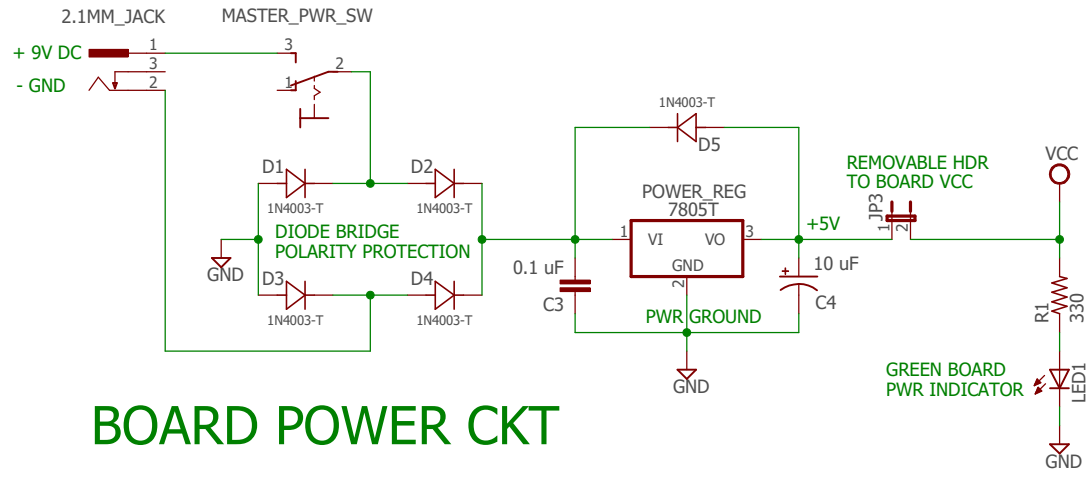 2.1MM_JACK
MASTER_PWR_SW
+ 9V DC
1
3
3
2
- GND
2
1
1N4003-T
D5
D1
D2
1N4003-T
1N4003-T
DIODE BRIDGE
POLARITY PROTECTION
GND
D3
D4
1N4003-T
1N4003-T
POWER_REG
7805T
1
VI
VO
3
GND
2
+5V
0.1 uF
C3
10 uF
+
C4
PWR GROUND
GND
REMOVABLE HDR
TO BOARD VCC
JP3
1
2
VCC
R1
330
GREEN BOARD
PWR INDICATOR
LED1
GND
BOARD POWER CKT